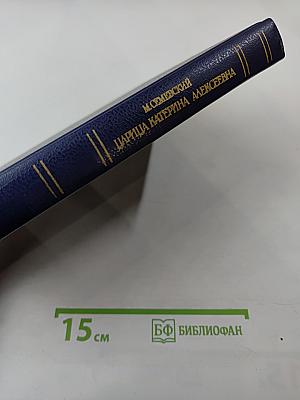 М. СЕМЕВСКИЙ
ЦАРИЦА КАТЕРИНА АЛЕКСЕЕВНА
15 см
БФ БИБЛИОФАН